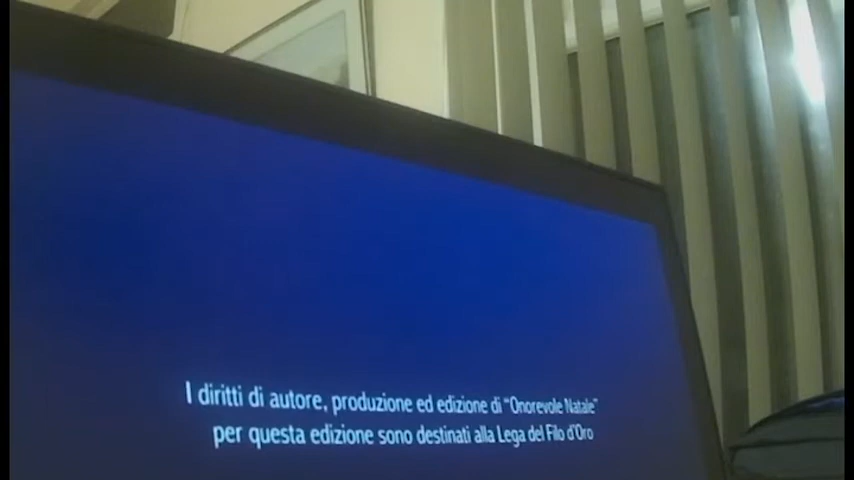 I diritti di autore, produzione ed edizione di "Onorevole Natale"
per questa edizione sono destinati alla Lega del Filo d'Oro